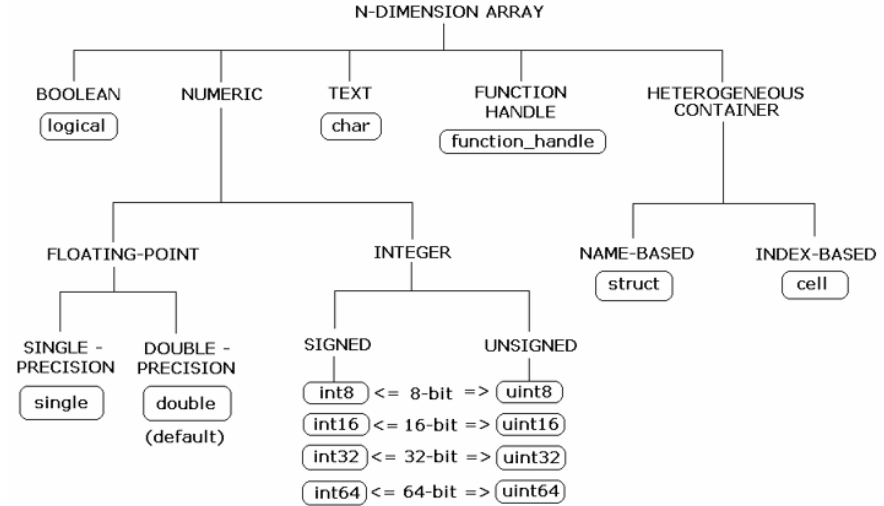 N-DIMENSION ARRAY
BOOLEAN NUMERIC TEXT FUNCTION HANDLE HETEROGENEOUS CONTAINER
logical char function_handle
FLOATING-POINT INTEGER NAME-BASED INDEX-BASED
struct cell
SINGLE - PRECISION DOUBLE - PRECISION SIGNED UNSIGNED
single double
(default)
int8 <= 8-bit => uint8
int16 <= 16-bit => uint16
int32 <= 32-bit => uint32
int64 <= 64-bit => uint64